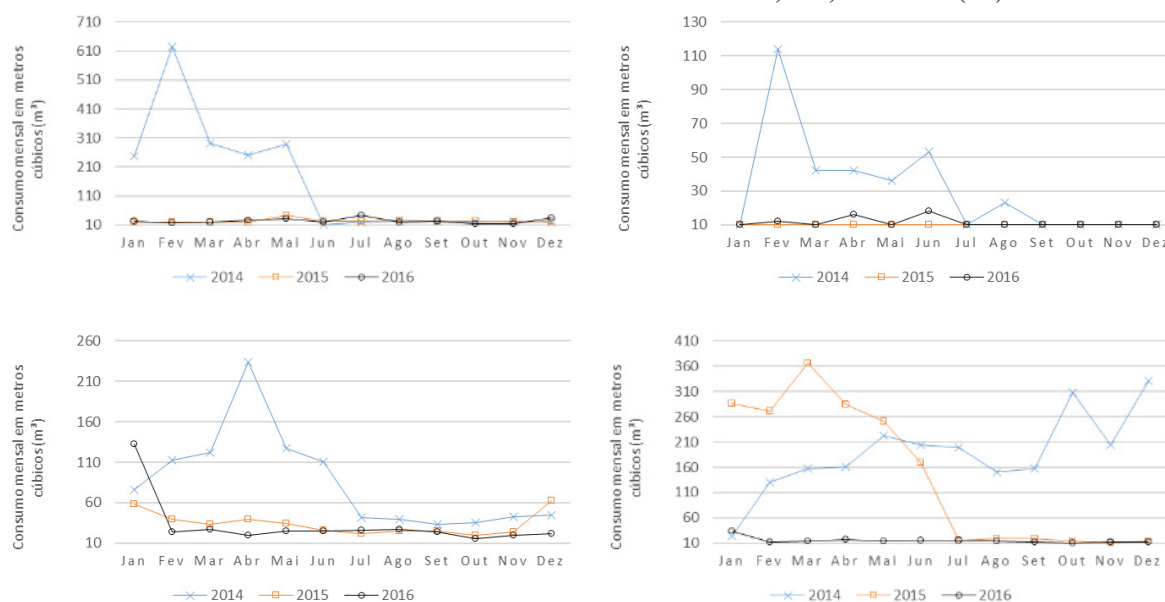 Consumo mensal em metros
cúbicos (m³)
710
610
510
410
310
210
110
10
Jan Fev Mar Abr Mai Jun Jul Ago Set Out Nov Dez
2014 2015 2016
Consumo mensal em metros
cúbicos (m³)
130
110
90
70
50
30
10
Jan Fev Mar Abr Mai Jun Jul Ago Set Out Nov Dez
2014 2015 2016
Consumo mensal em metros
cúbicos (m³)
260
210
160
110
60
10
Jan Fev Mar Abr Mai Jun Jul Ago Set Out Nov Dez
2014 2015 2016
Consumo mensal em metros
cúbicos (m³)
410
360
310
260
210
160
110
60
10
Jan Fev Mar Abr Mai Jun Jul Ago Set Out Nov Dez
2014 2015 2016